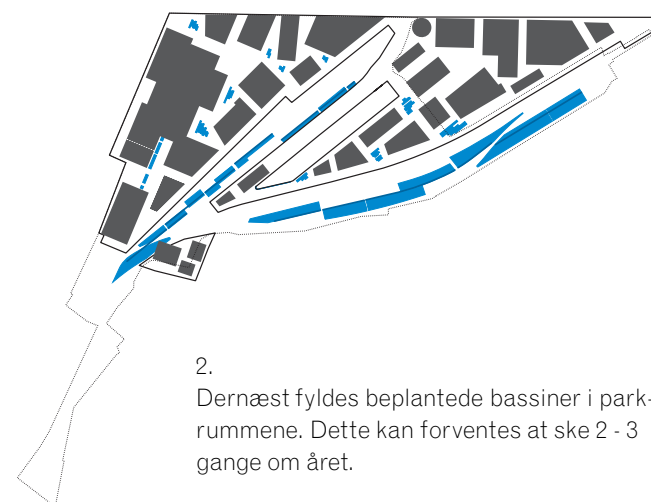 2.
Dernæst fyldes beplantede bassiner i park-
rummene. Dette kan forventes at ske 2 - 3
gange om året.